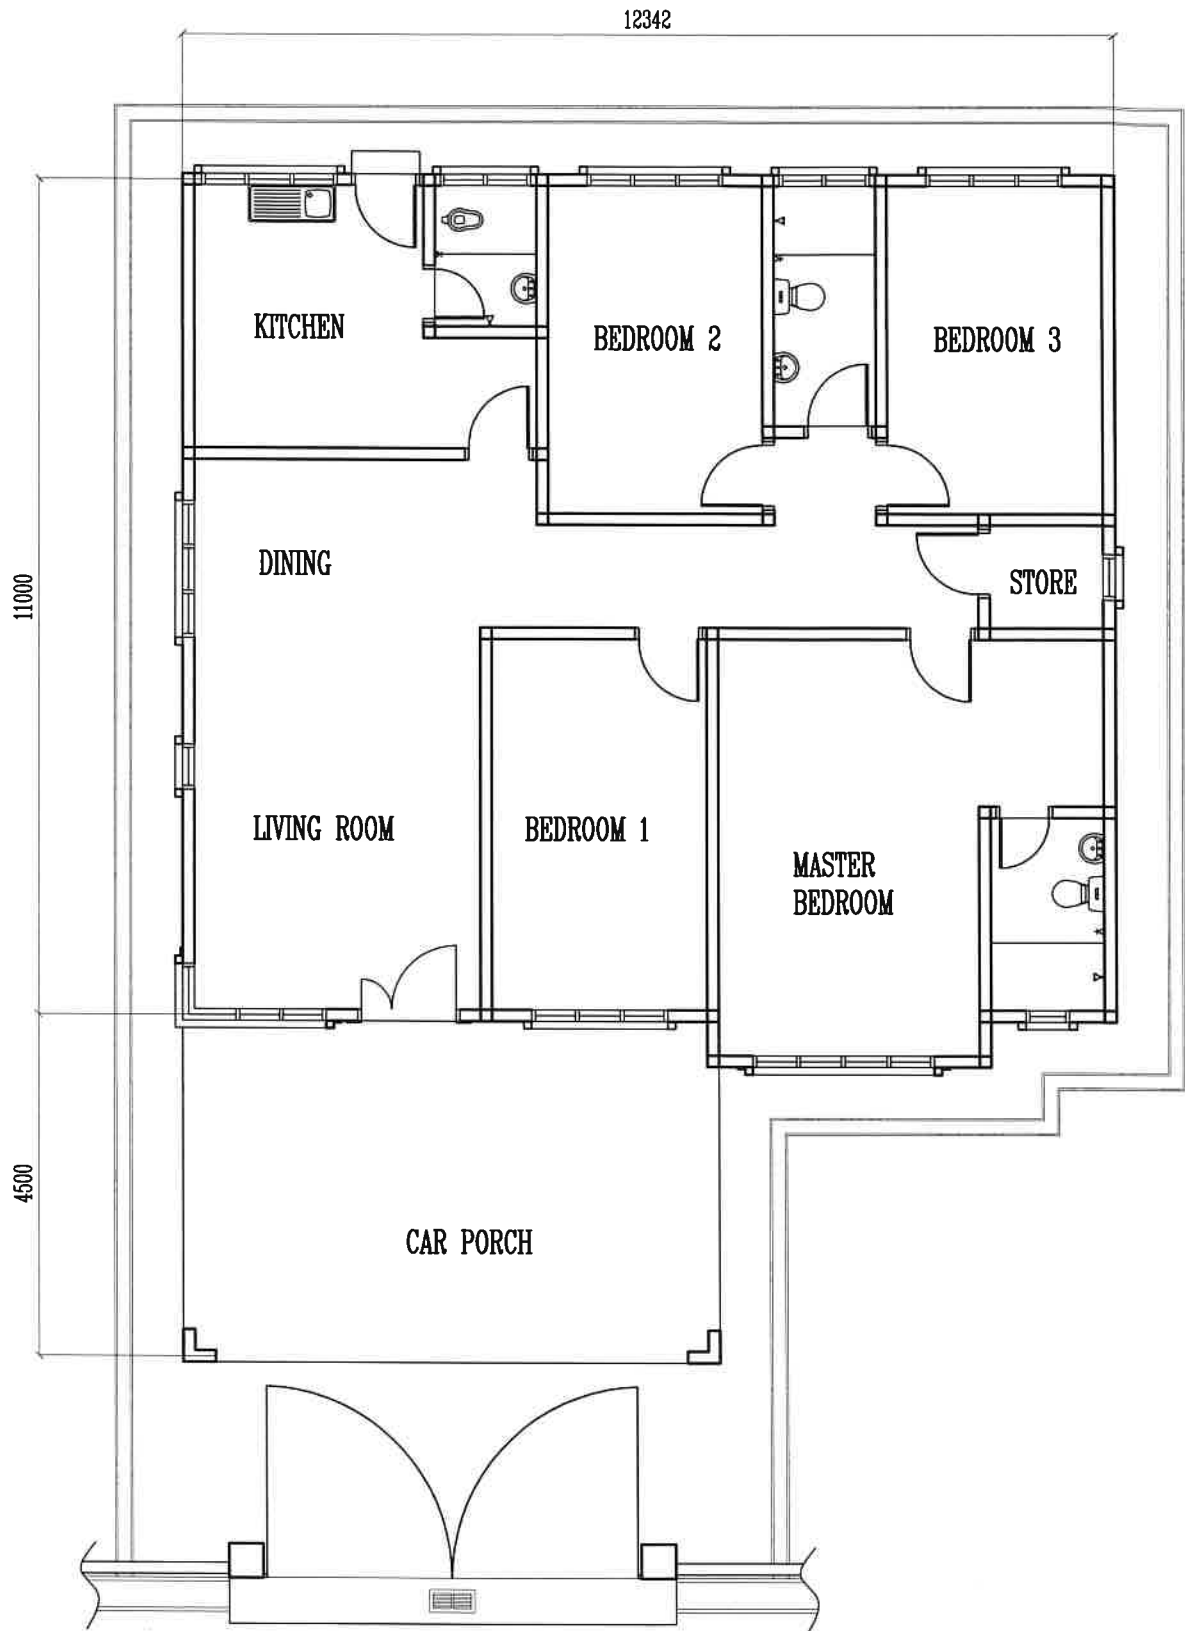 12342
KITCHEN
BEDROOM 2
BEDROOM 3
DINING
STORE
11000
LIVING ROOM
BEDROOM 1
MASTER
BEDROOM
4500
CAR PORCH